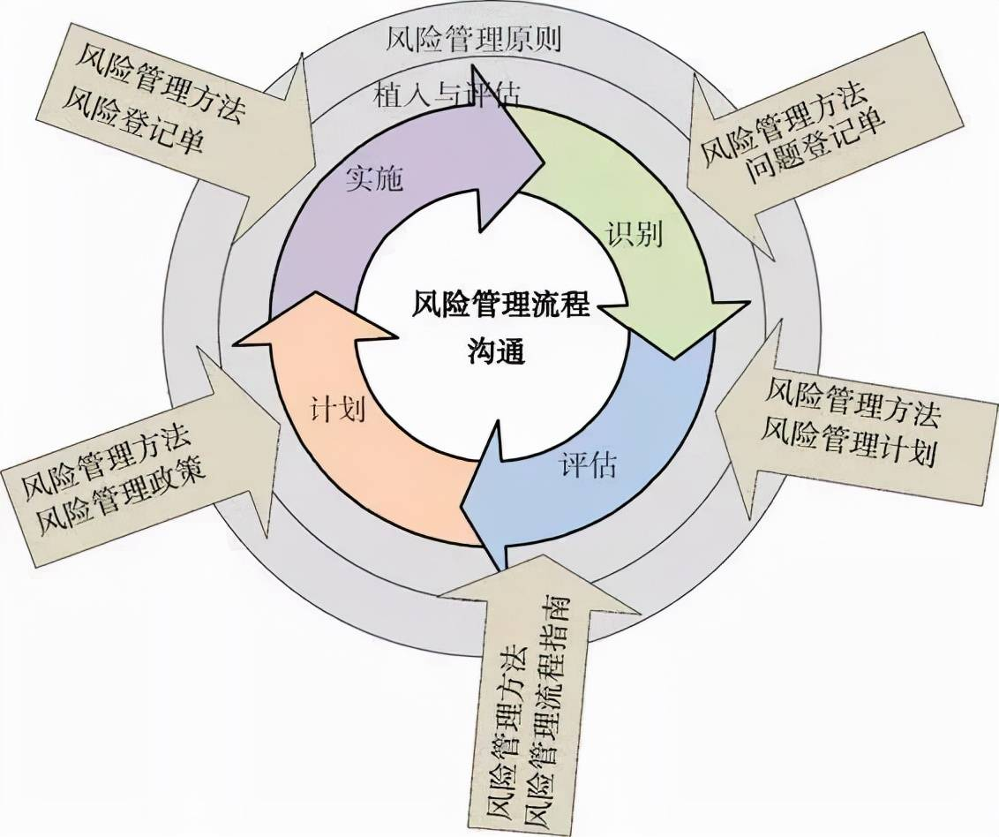 风险管理原则
植入与评估
风险管理方法
风险登记单
风险管理方法
问题登记单
实施
识别
风险管理流程
沟通
计划
评估
风险管理方法
风险管理计划
风险管理方法
风险管理政策
风险管理方法
风险管理流程指南